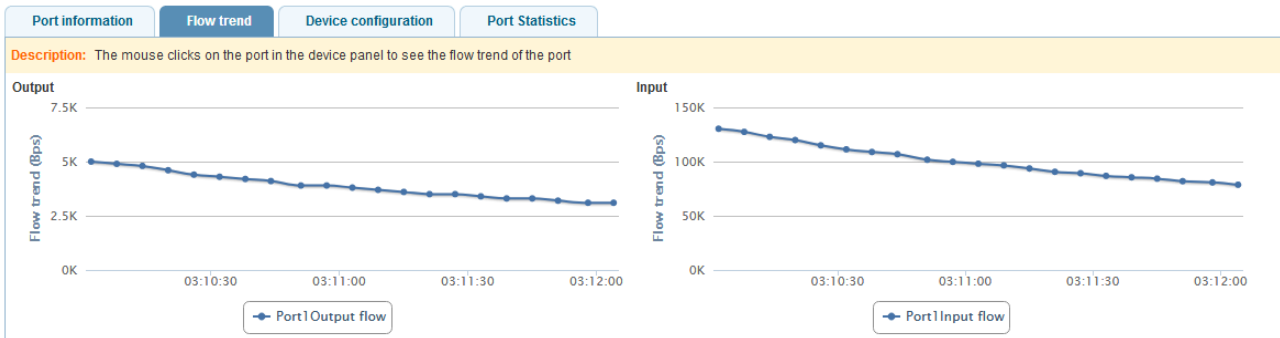 Port information
Flow trend
Device configuration
Port Statistics
Description: The mouse clicks on the port in the device panel to see the flow trend of the port
Output
7.5K
5K
2.5K
0K
Flow trend (Bps)
03:10:30
03:11:00
03:11:30
03:12:00
Port1Output flow
Input
150K
100K
50K
0K
Flow trend (Bps)
03:10:30
03:11:00
03:11:30
03:12:00
Port1Input flow